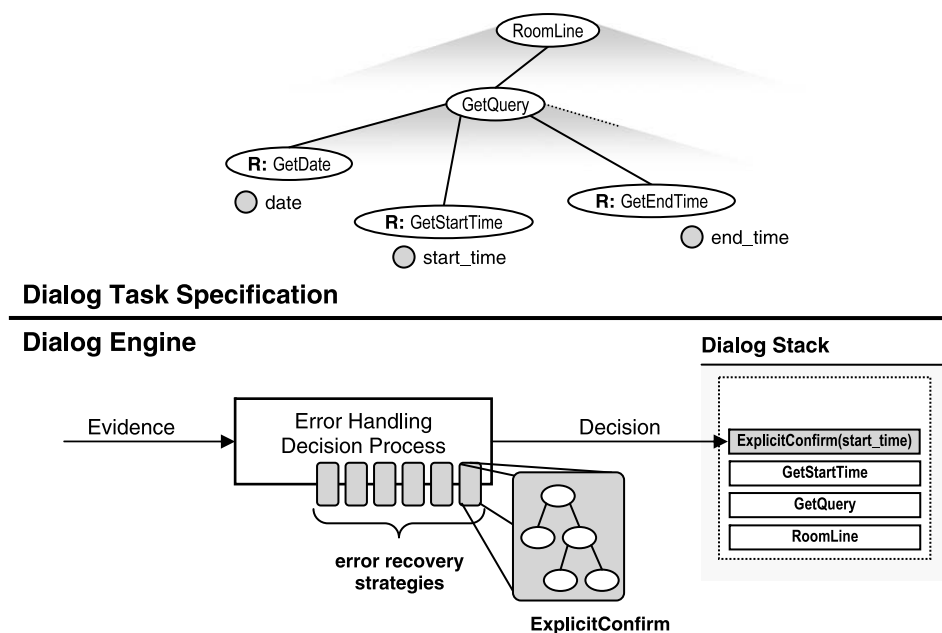 RoomLine
GetQuery
R: GetDate
date
R: GetStartTime
start_time
R: GetEndTime
end_time
Dialog Task Specification
Dialog Engine
Dialog Stack
Evidence
Error Handling
Decision Process
Decision
ExplicitConfirm(start_time)
GetStartTime
GetQuery
RoomLine
error recovery
strategies
ExplicitConfirm